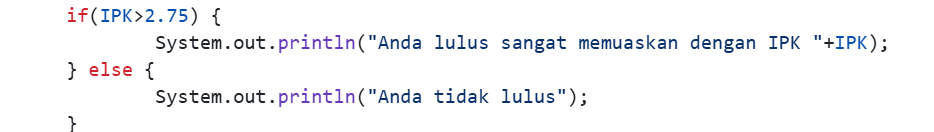 if(IPK>2.75) {
        System.out.println("Anda lulus sangat memuaskan dengan IPK "+IPK);
} else {
        System.out.println("Anda tidak lulus");
}